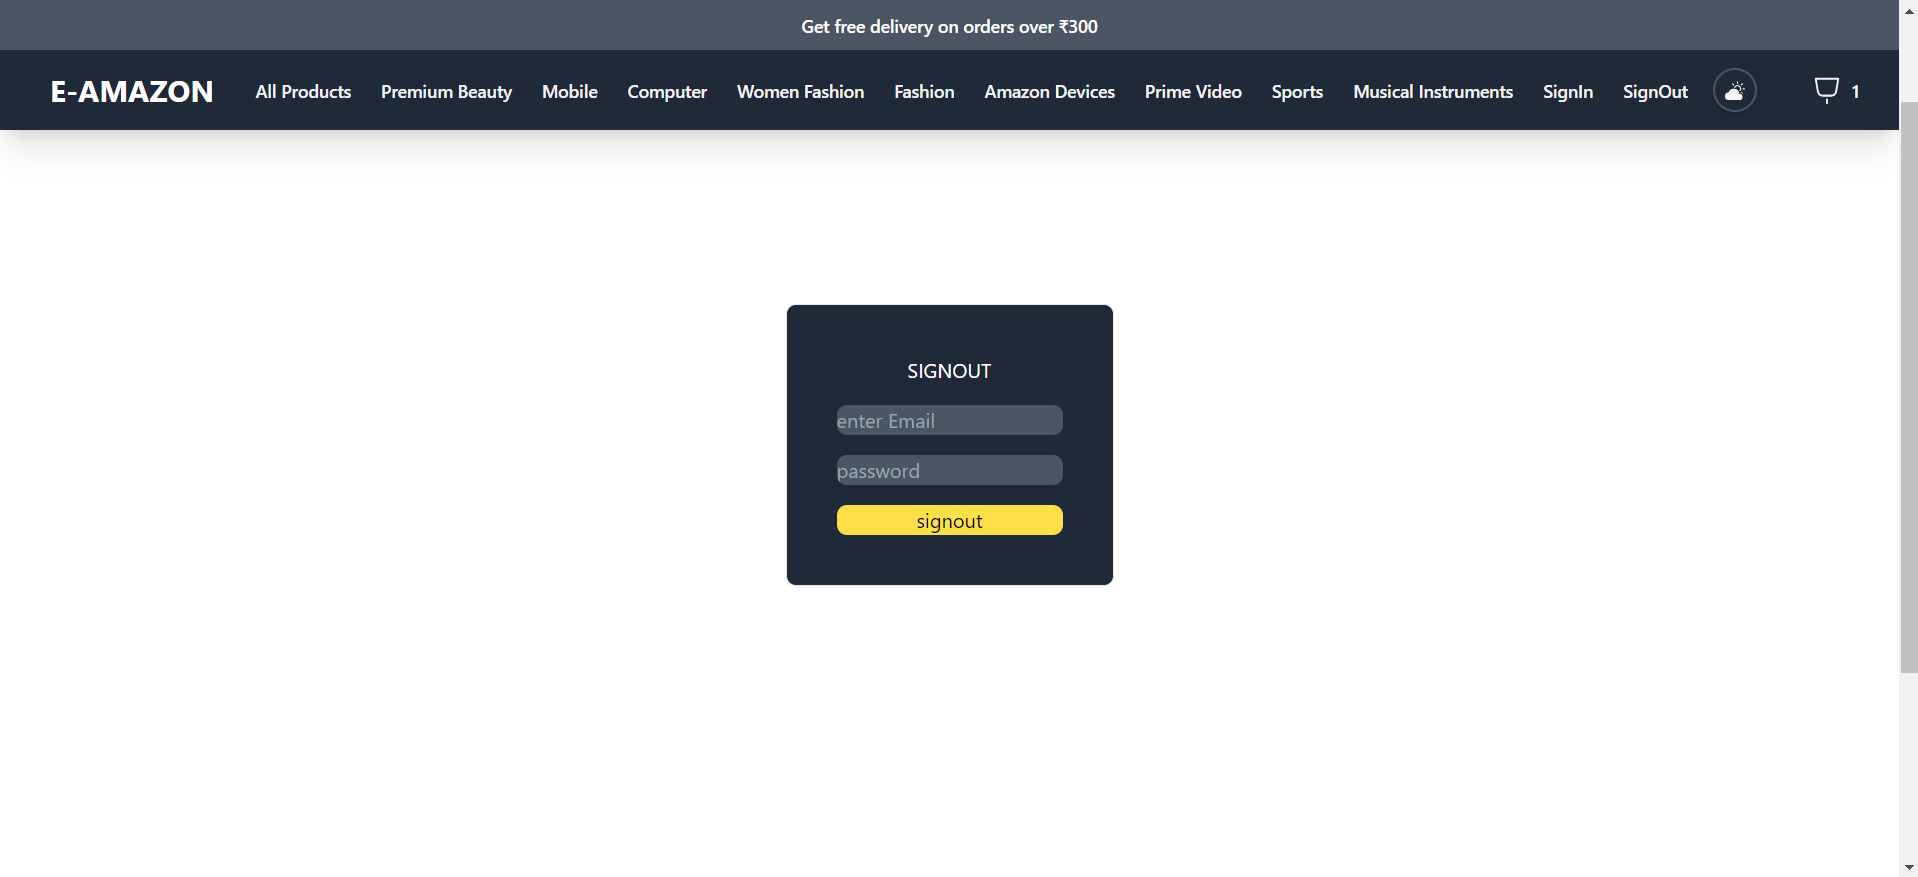 Get free delivery on orders over ₹300
E-AMAZON All Products Premium Beauty Mobile Computer Women Fashion Fashion Amazon Devices Prime Video Sports Musical Instruments SignIn SignOut 1
SIGNOUT
enter Email
password
signout